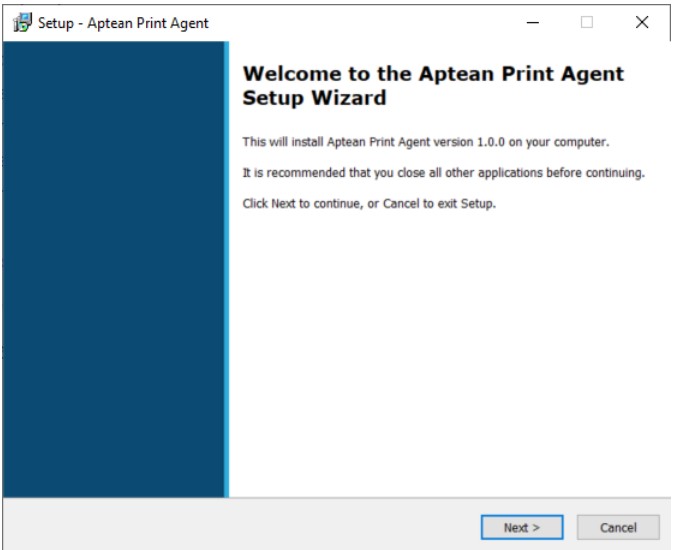 Setup - Aptean Print Agent
Welcome to the Aptean Print Agent
Setup Wizard
This will install Aptean Print Agent version 1.0.0 on your computer.
It is recommended that you close all other applications before continuing.
Click Next to continue, or Cancel to exit Setup.
Next >
Cancel